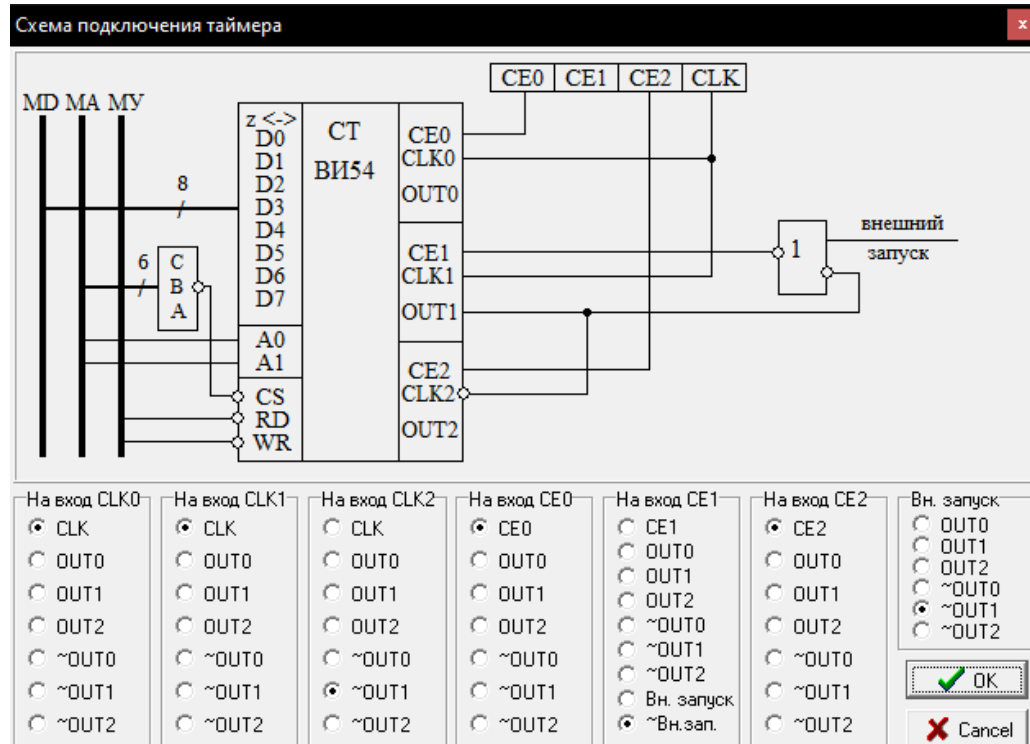 Схема подключения таймера
x
CE0 CE1 CE2 CLK
MD MA МУ
z <->
D0
D1
D2
D3
D4
D5
D6
D7
A0
A1
CS
RD
WR
CT
ВИ54
CE0
CLK0
OUT0
CE1
CLK1
OUT1
CE2
CLK2
OUT2
8
/
6
/
C
B
A
1
внешний
запуск
На вход CLK0
CLK
OUT0
OUT1
OUT2
~OUT0
~OUT1
~OUT2
На вход CLK1
CLK
OUT0
OUT1
OUT2
~OUT0
~OUT1
~OUT2
На вход CLK2
CLK
OUT0
OUT1
OUT2
~OUT0
~OUT1
~OUT2
На вход CE0
CE0
OUT0
OUT1
OUT2
~OUT0
~OUT1
~OUT2
На вход CE1
CE1
OUT0
OUT1
OUT2
~OUT0
~OUT1
~OUT2
Вн. запуск
~Вн.зап.
На вход CE2
CE2
OUT0
OUT1
OUT2
~OUT0
~OUT1
~OUT2
Вн. запуск
OUT0
OUT1
OUT2
~OUT0
~OUT1
~OUT2
OK
Cancel